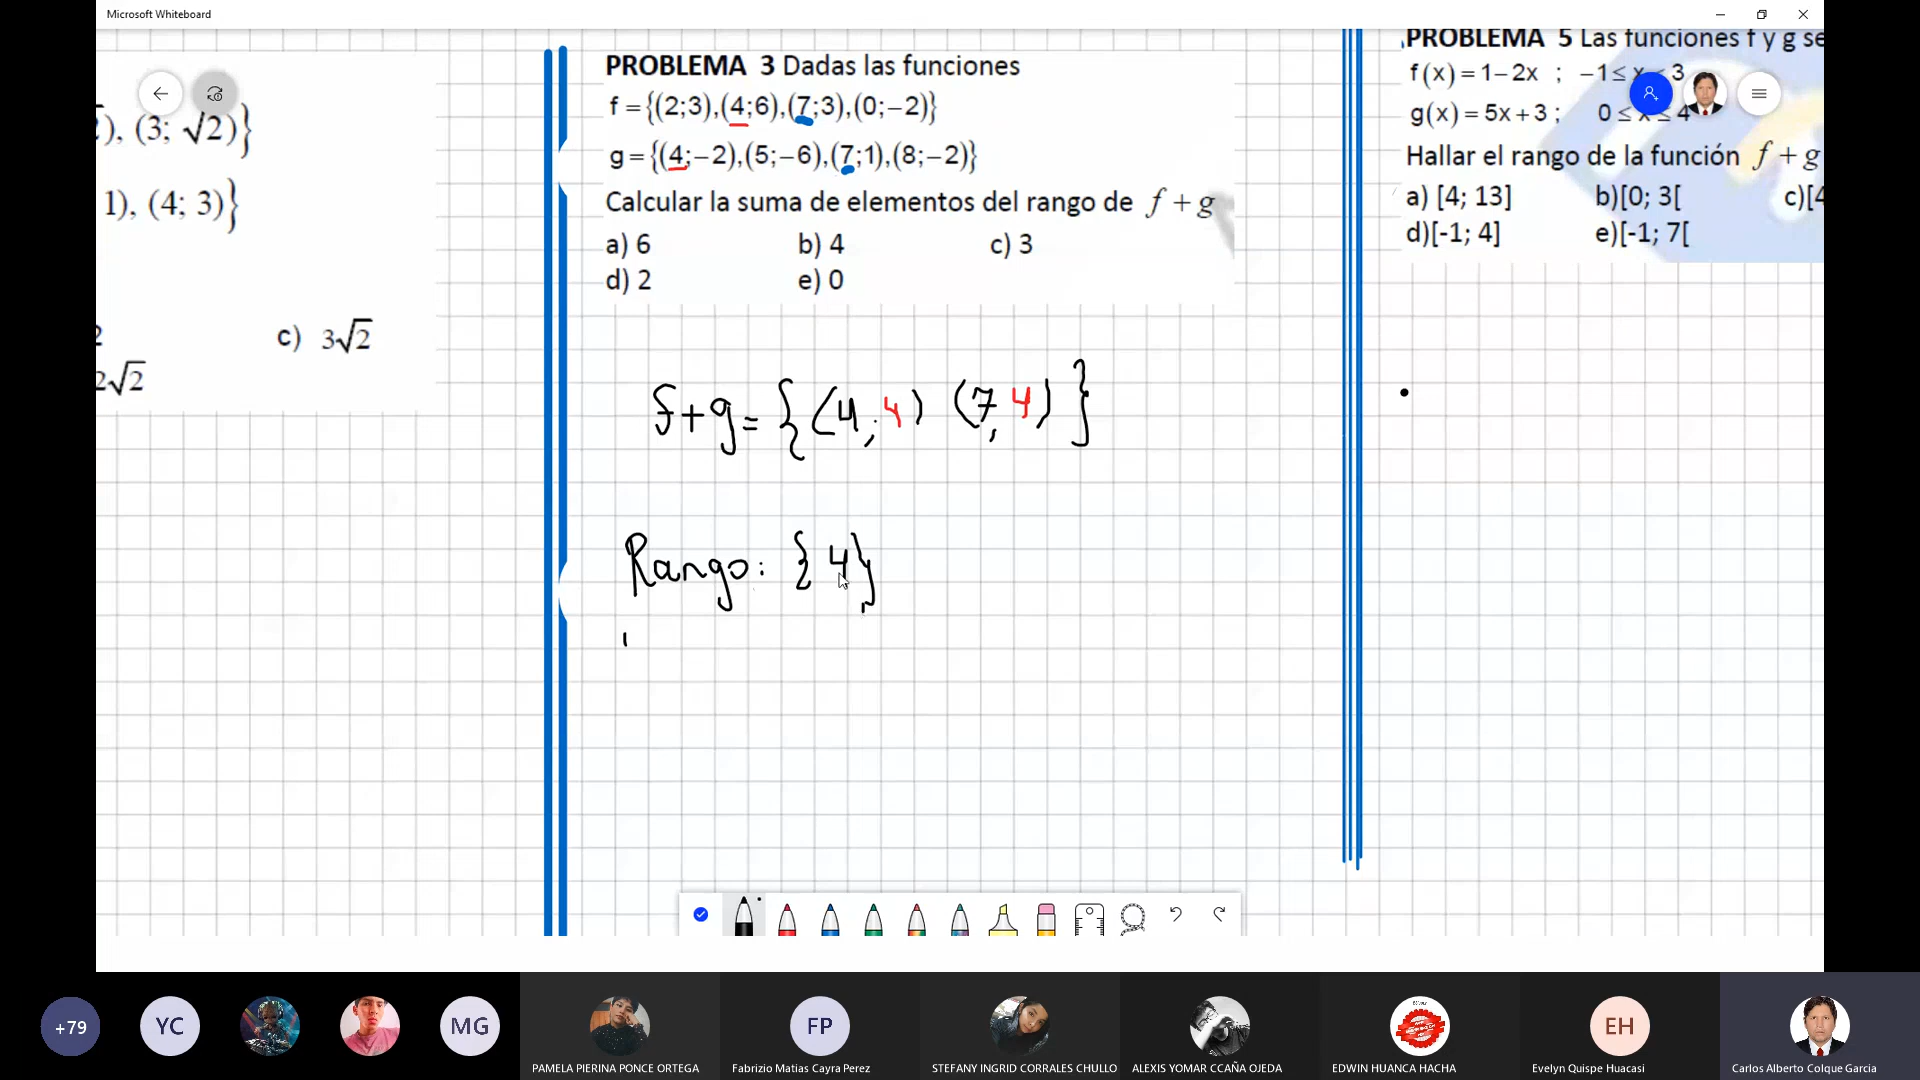 Microsoft Whiteboard
), (3; √2)}
1), (4; 3)}
c) 3√2
2√2
PROBLEMA 3 Dadas las funciones
f = {(2;3),(4;6),(7;3),(0;−2)}
g = {(4;−2),(5;−6),(7;1),(8;−2)}
Calcular la suma de elementos del rango de f + g
a) 6 b) 4 c) 3
d) 2 e) 0
f+g= {(4; 4) (7, 4)}
Rango: {4}
PROBLEMA 5 Las funciones f y g se
f(x) = 1− 2x ; −1 ≤ x ≤ 3
g(x) = 5x + 3 ; 0 ≤ x ≤ 4
Hallar el rango de la función f + g
a) [4; 13] b)[0; 3[ c)[4
d)[-1; 4] e)[-1; 7[
+79
YC
MG
FP
EH
PAMELA PIERINA PONCE ORTEGA
Fabrizio Matias Cayra Perez
STEFANY INGRID CORRALES CHULLO
ALEXIS YOMAR CCAÑA OJEDA
EDWIN HUANCA HACHA
Evelyn Quispe Huacasi
Carlos Alberto Colque Garcia